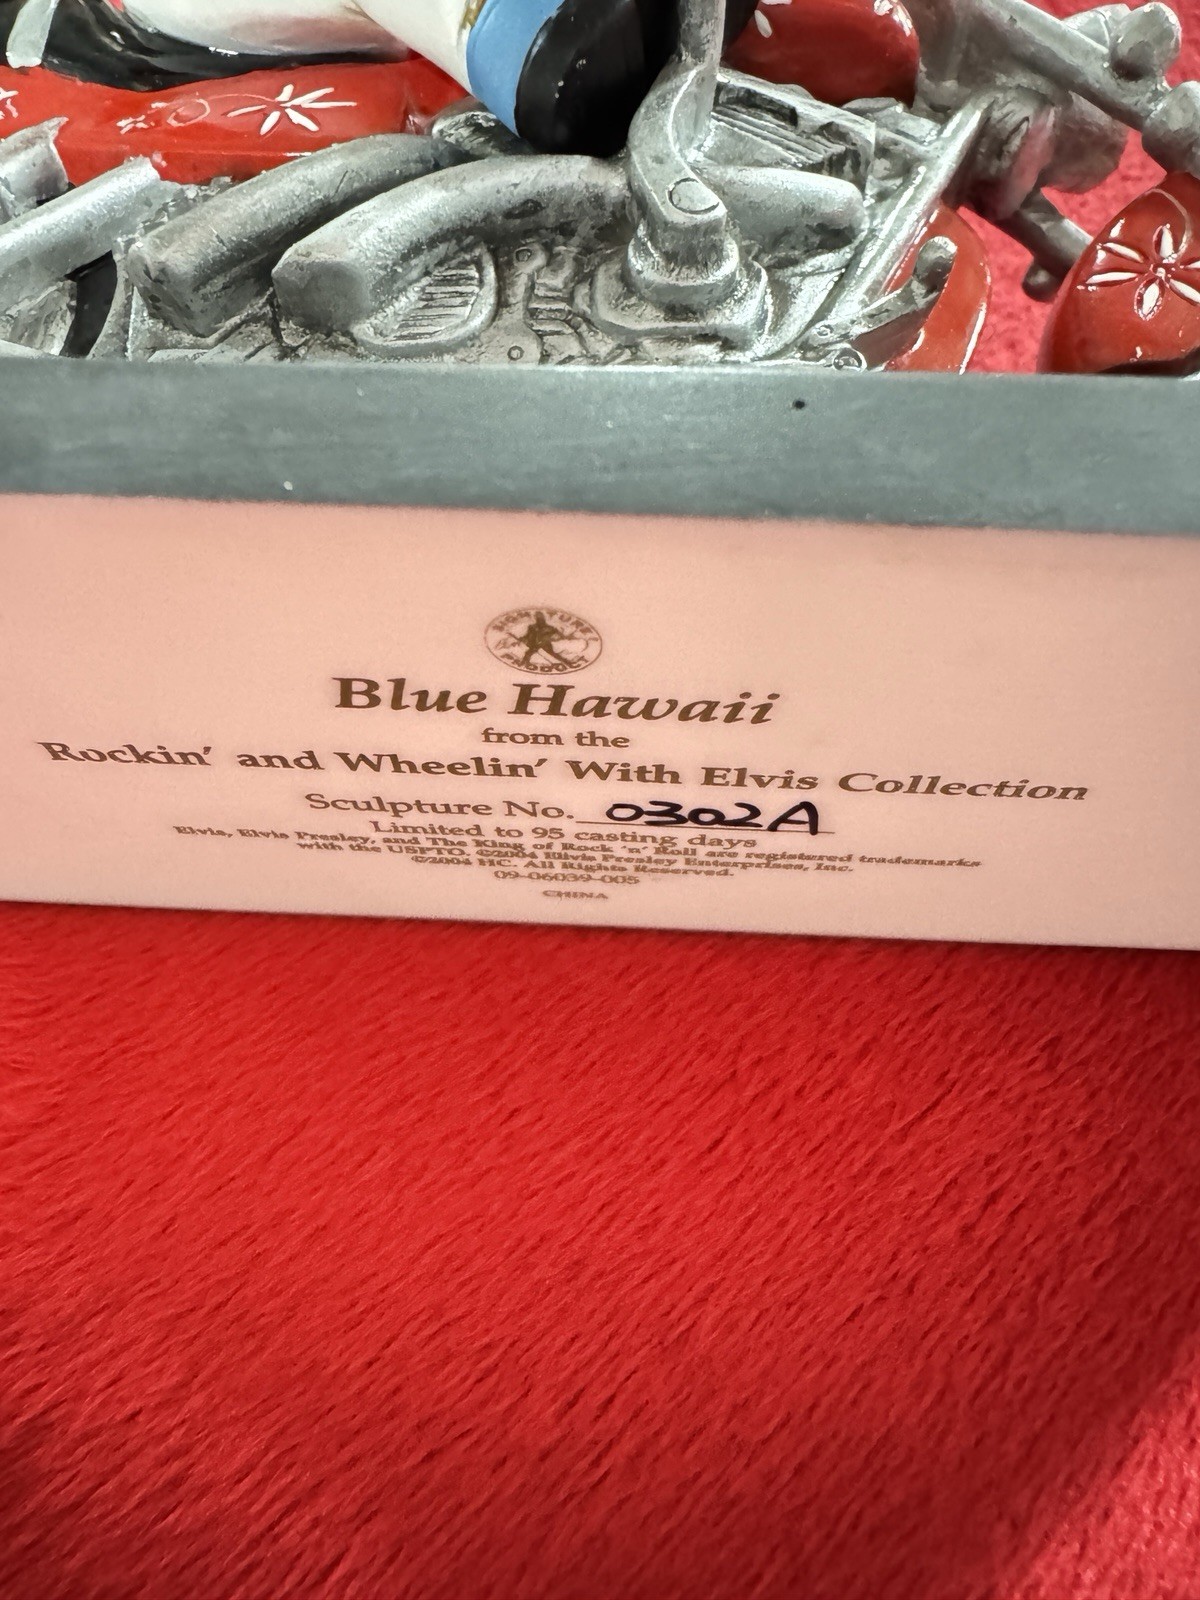 SIGNATURE PRODUCT
Blue Hawaii
from the
Rockin' and Wheelin' With Elvis Collection
Sculpture No. 0302A
Limited to 95 casting days
Elvis, Elvis Presley, and The King of Rock 'n' Roll are registered trademarks
with the USPTO. ©2004 Elvis Presley Enterprises, Inc.
©2004 HC. All Rights Reserved.
09-06039-005
CHINA